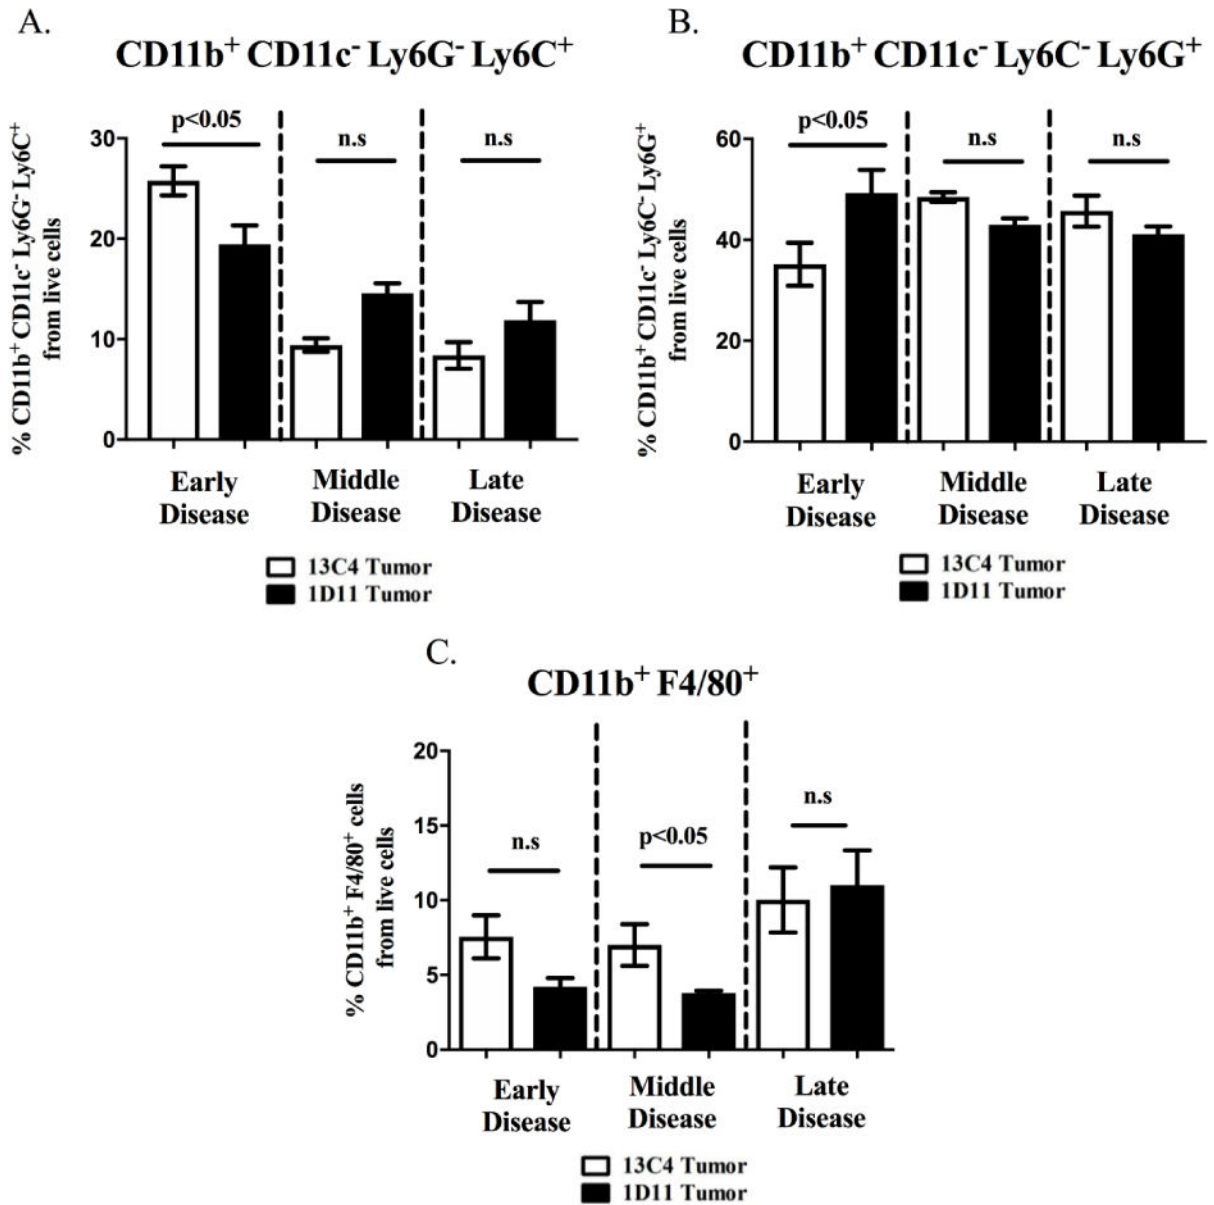 A.
CD11b⁺ CD11c⁻ Ly6G⁻ Ly6C⁺
% CD11b⁺ CD11c⁻ Ly6G⁻ Ly6C⁺
from live cells
30
20
10
0
p<0.05
n.s
n.s
Early
Disease
Middle
Disease
Late
Disease
13C4 Tumor
1D11 Tumor
B.
CD11b⁺ CD11c⁻ Ly6C⁻ Ly6G⁺
% CD11b⁺ CD11c⁻ Ly6C⁻ Ly6G⁺
from live cells
60
40
20
0
p<0.05
n.s
n.s
Early
Disease
Middle
Disease
Late
Disease
13C4 Tumor
1D11 Tumor
C.
CD11b⁺ F4/80⁺
% CD11b⁺ F4/80⁺ cells
from live cells
20
15
10
5
0
n.s
p<0.05
n.s
Early
Disease
Middle
Disease
Late
Disease
13C4 Tumor
1D11 Tumor